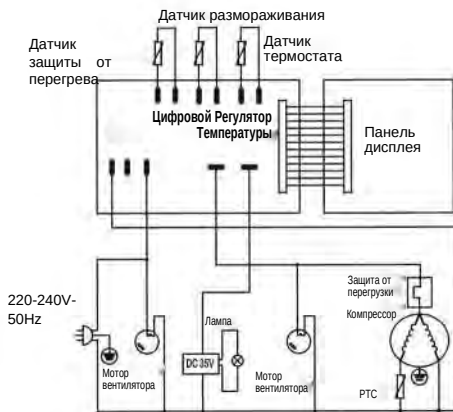 Датчик размораживания
Датчик
защиты от
перегрева
Датчик
термостата
Цифровой Регулятор
Температуры
Панель
дисплея
220-240V-
50Hz
Защита от
перегрузки
Компрессор
Лампа
DC 35V
Мотор
вентилятора
Мотор
вентилятора
PTC